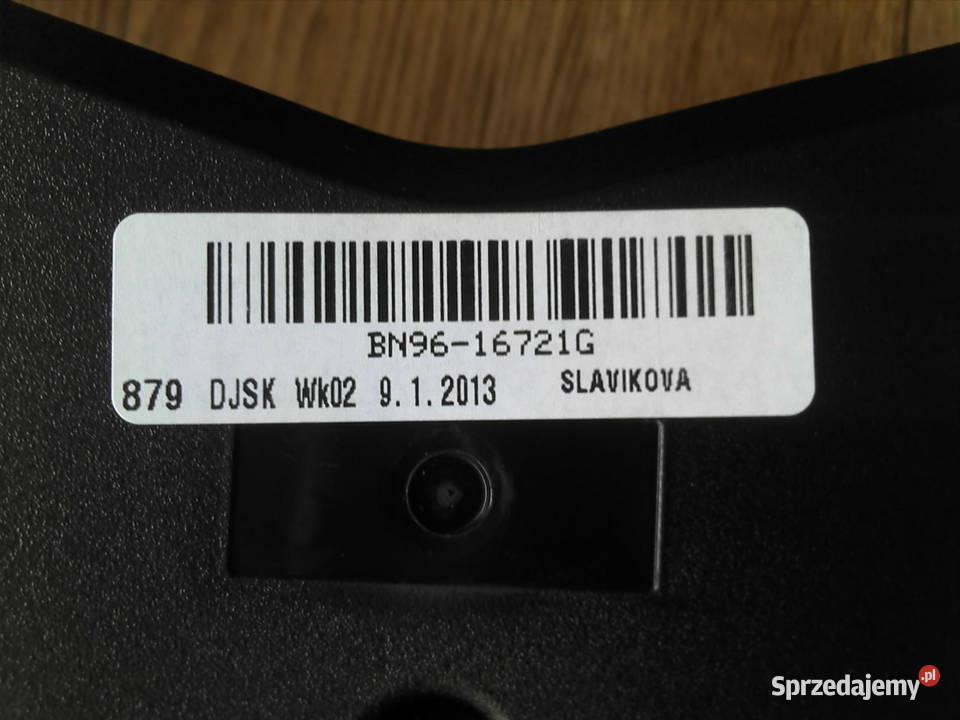 BN96-16721G
879 DJSK Wk02 9.1.2013 SLAVIKOVA
Sprzedajemy.pl